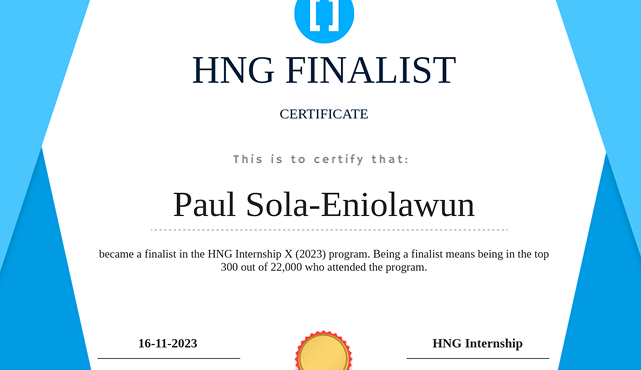 HNG FINALIST
CERTIFICATE
This is to certify that:
Paul Sola-Eniolawun
became a finalist in the HNG Internship X (2023) program. Being a finalist means being in the top
300 out of 22,000 who attended the program.
16-11-2023
HNG Internship